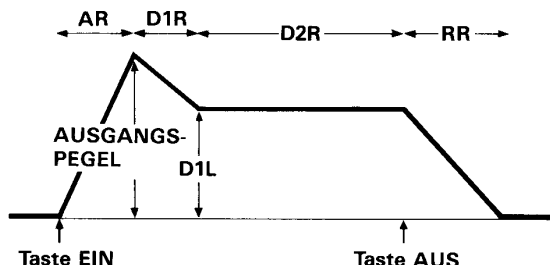 AR D1R D2R RR
AUSGANGS-
PEGEL
D1L
Taste EIN Taste AUS